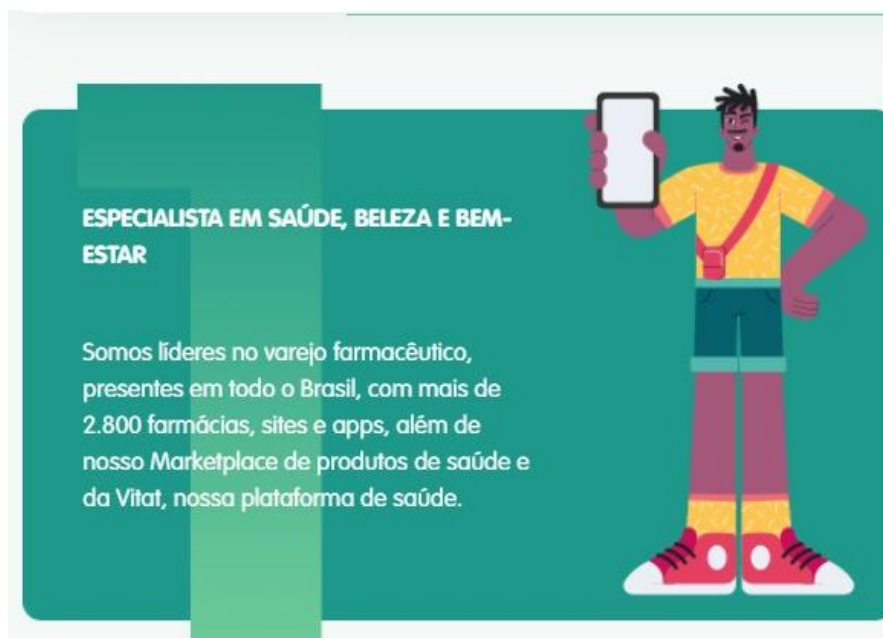 1
ESPECIALISTA EM SAÚDE, BELEZA E BEM-
ESTAR
Somos líderes no varejo farmacêutico,
presentes em todo o Brasil, com mais de
2.800 farmácias, sites e apps, além de
nosso Marketplace de produtos de saúde e
da Vitat, nossa plataforma de saúde.